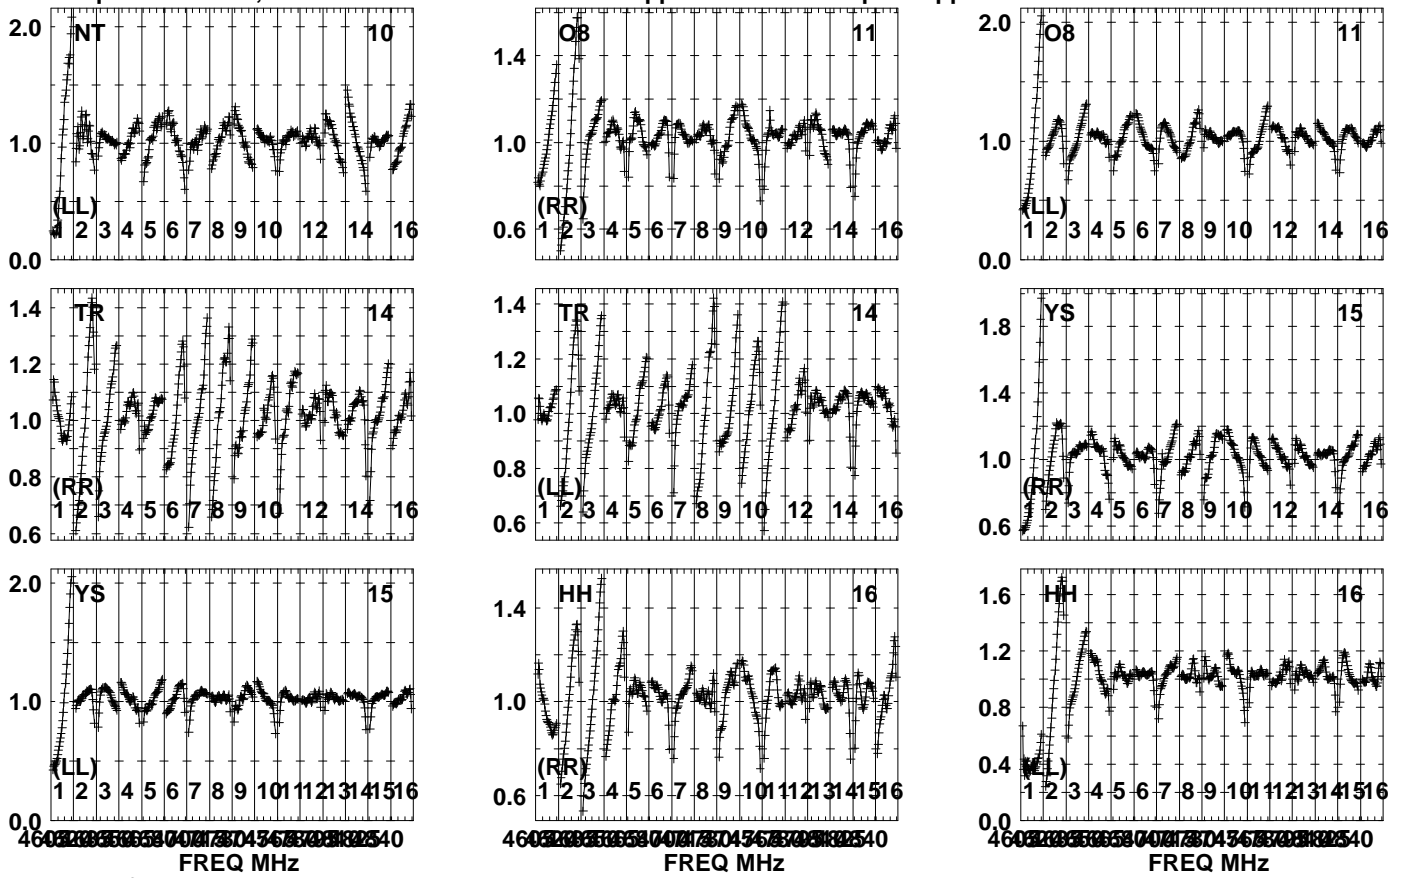 2.0 NT 10
1.0
(LL)
1 2 3 4 5 6 7 8 9 10 12 14 16
0.0
O8 11
1.4
1.0
(RR)
0.6 1 2 3 4 5 6 7 8 9 10 12 14 16
2.0 O8 11
1.0
(LL)
1 2 3 4 5 6 7 8 9 10 12 14 16
0.0
1.4 TR 14
1.2
1.0
0.8 (RR)
1 2 3 4 5 6 7 8 9 10 12 14 16
0.6
1.4 TR 14
1.2
1.0
0.8 (LL)
1 2 3 4 5 6 7 8 9 10 12 14 16
0.6
YS 15
1.8
1.4
1.0
(RR)
1 2 3 4 5 6 7 8 9 10 12 14 16
0.6
2.0 YS 15
1.0
(LL)
1 2 3 4 5 6 7 8 9 10 11 12 13 14 15 16
0.0
FREQ MHz
HH 16
1.4
1.0
(RR)
0.6 1 2 3 4 5 6 7 8 9 10 11 12 13 14 15 16
FREQ MHz
1.6 HH 16
1.2
0.8
0.4 (LL)
1 2 3 4 5 6 7 8 9 10 11 12 13 14 15 16
0.0
FREQ MHz